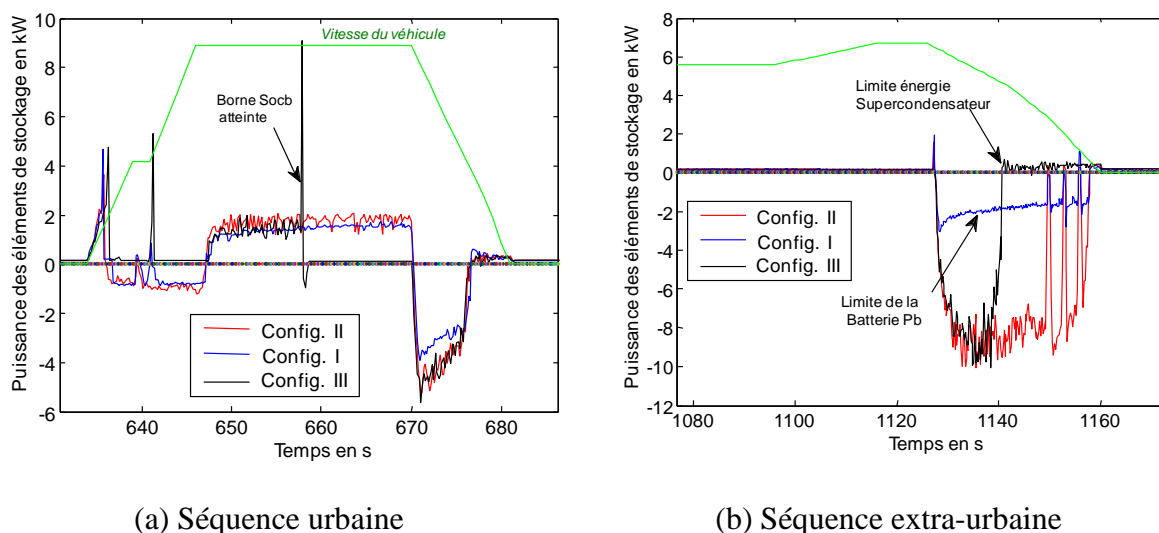 Puissance des éléments de stockage en kW
10
8
6
4
2
0
-2
-4
-6
Vitesse du véhicule
Borne Socb
atteinte
Config. II
Config. I
Config. III
640
650
660
670
680
Temps en s
(a) Séquence urbaine
Puissance des éléments de stockage en kW
8
6
4
2
0
-2
-4
-6
-8
-10
-12
Limite énergie
Supercondensateur
Config. II
Config. I
Config. III
Limite de la
Batterie Pb
1080
1100
1120
1140
1160
Temps en s
(b) Séquence extra-urbaine